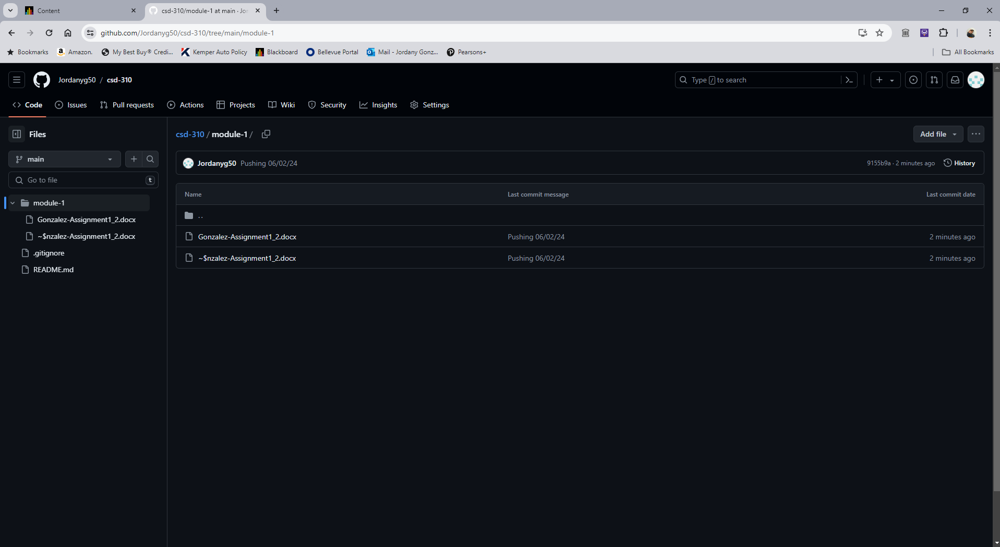 Content
csd-310/module-1 at main · Jor
github.com/Jordanyg50/csd-310/tree/main/module-1
Bookmarks Amazon. My Best Buy® Credi... Kemper Auto Policy Blackboard Bellevue Portal Mail - Jordany Gonz... Pearsons+ All Bookmarks
Jordanyg50 / csd-310 Type / to search
Code Issues Pull requests Actions Projects Wiki Security Insights Settings
Files
main
Go to file t
module-1
Gonzalez-Assignment1_2.docx
~$nzalez-Assignment1_2.docx
.gitignore
README.md
csd-310 / module-1 / Add file
Jordanyg50 Pushing 06/02/24 9155b9a · 2 minutes ago History
Name Last commit message Last commit date
..
Gonzalez-Assignment1_2.docx Pushing 06/02/24 2 minutes ago
~$nzalez-Assignment1_2.docx Pushing 06/02/24 2 minutes ago